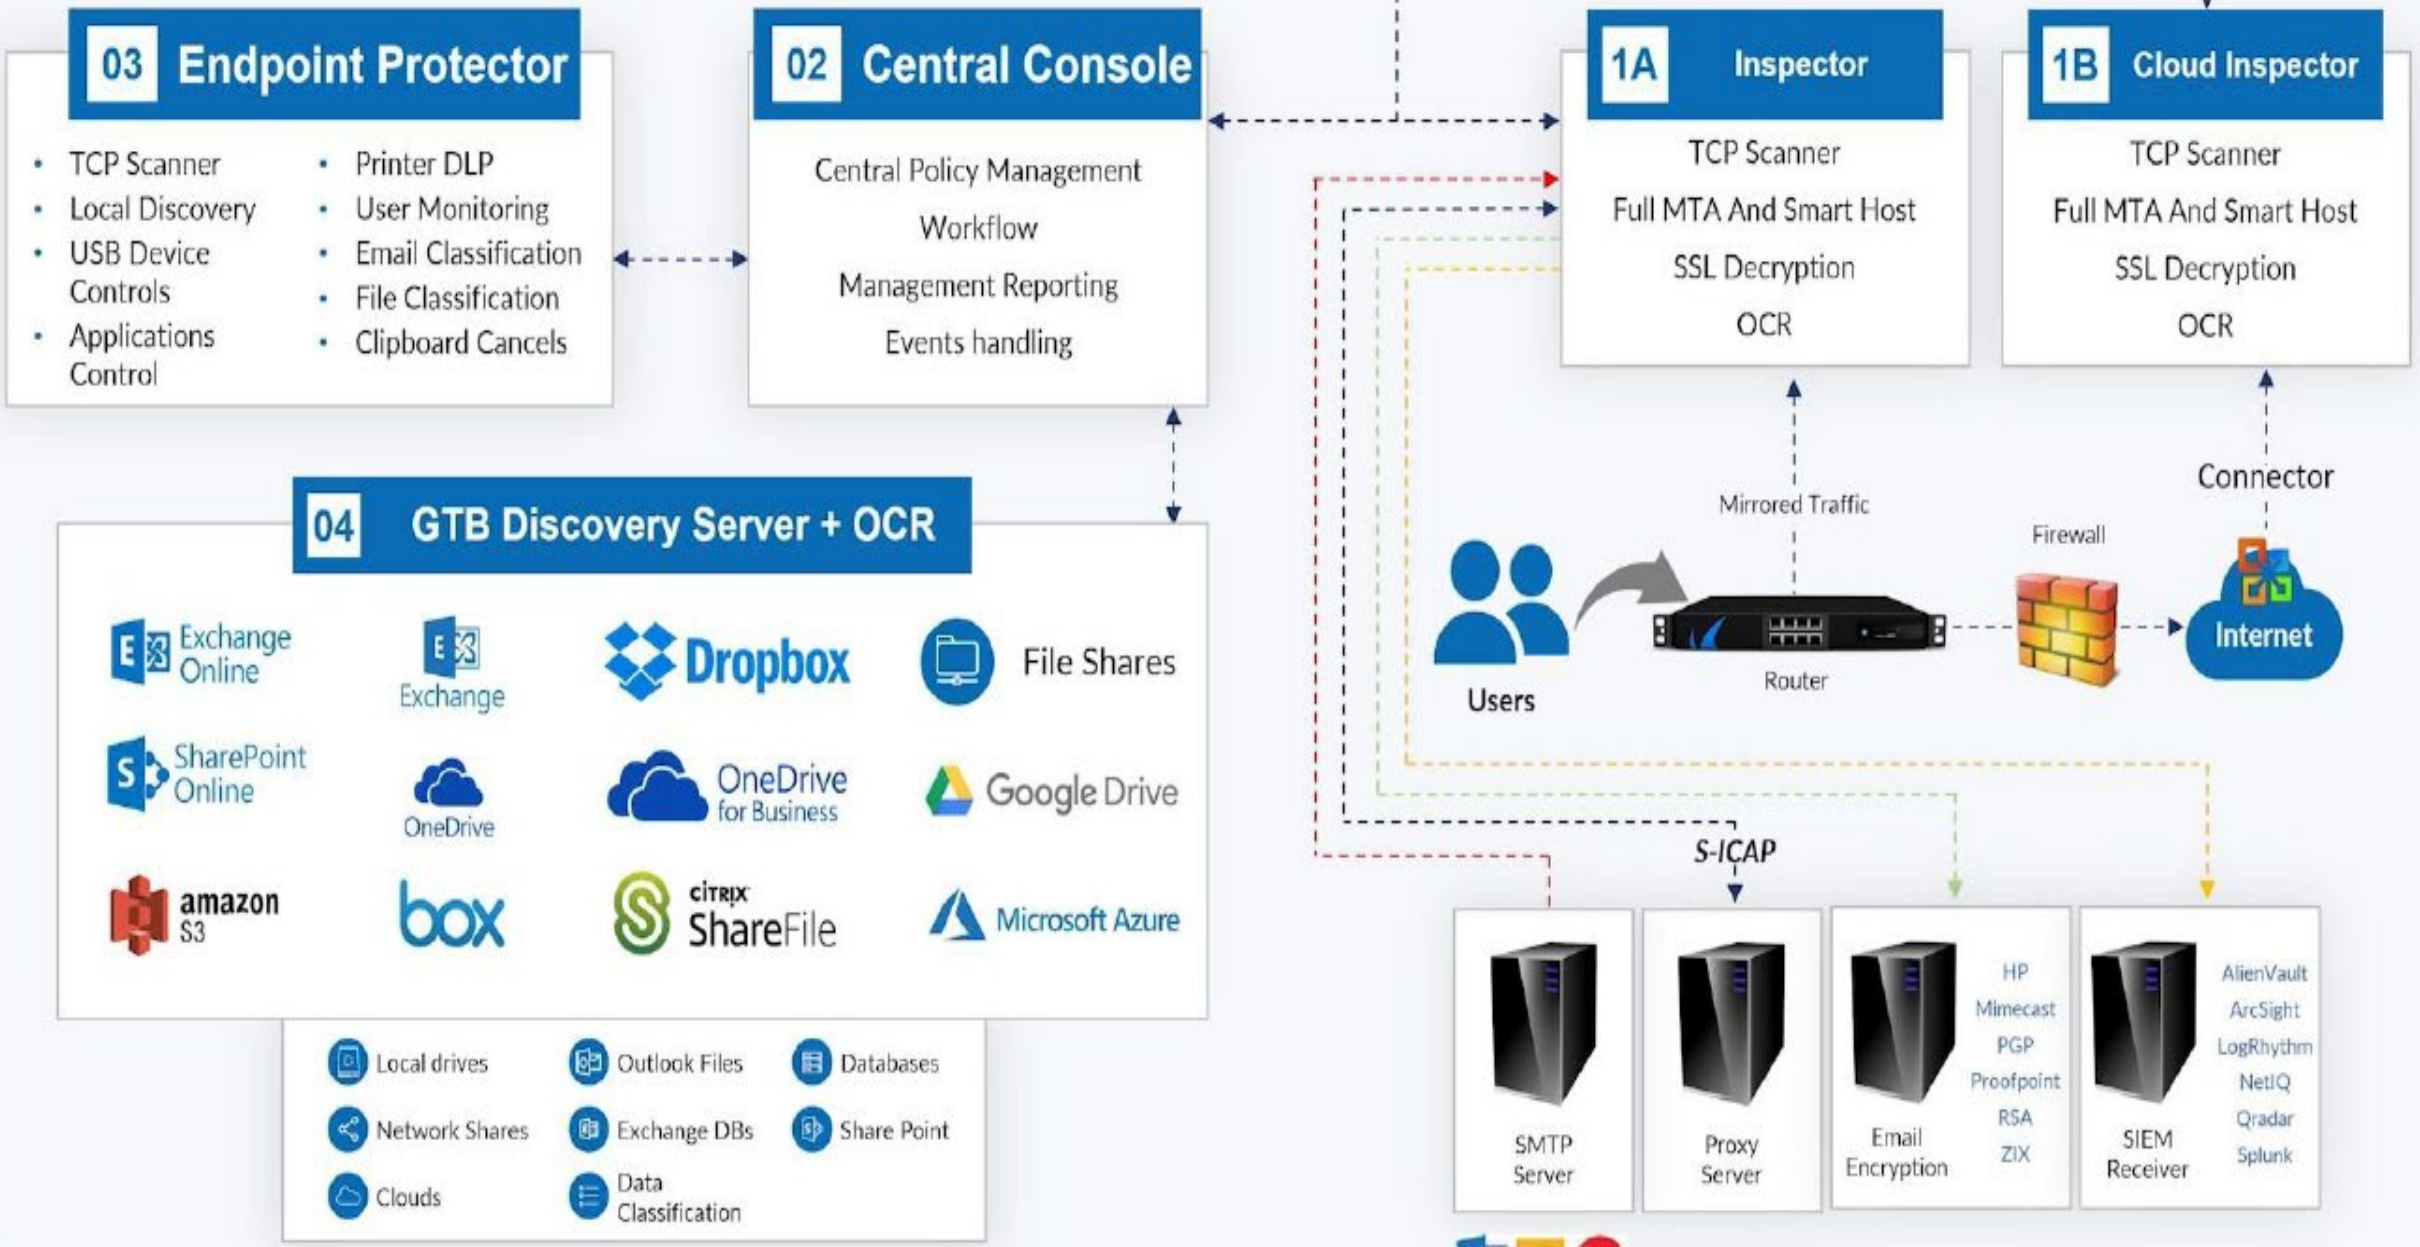 03 Endpoint Protector
• TCP Scanner
• Local Discovery
• USB Device
Controls
• Applications
Control
• Printer DLP
• User Monitoring
• Email Classification
• File Classification
• Clipboard Cancels
02 Central Console
Central Policy Management
Workflow
Management Reporting
Events handling
1A Inspector
TCP Scanner
Full MTA And Smart Host
SSL Decryption
OCR
1B Cloud Inspector
TCP Scanner
Full MTA And Smart Host
SSL Decryption
OCR
04 GTB Discovery Server + OCR
Exchange
Online
Exchange
Dropbox
File Shares
SharePoint
Online
OneDrive
OneDrive
for Business
Google Drive
amazon
S3
box
CITRIX
ShareFile
Microsoft Azure
Local drives
Outlook Files
Databases
Network Shares
Exchange DBs
Share Point
Clouds
Data
Classification
Mirrored Traffic
Connector
Firewall
Internet
Users
Router
S-ICAP
SMTP
Server
Proxy
Server
Email
Encryption
HP
Mimecast
PGP
Proofpoint
RSA
ZIX
SIEM
Receiver
AlienVault
ArcSight
LogRhythm
NetIQ
Qradar
Splunk